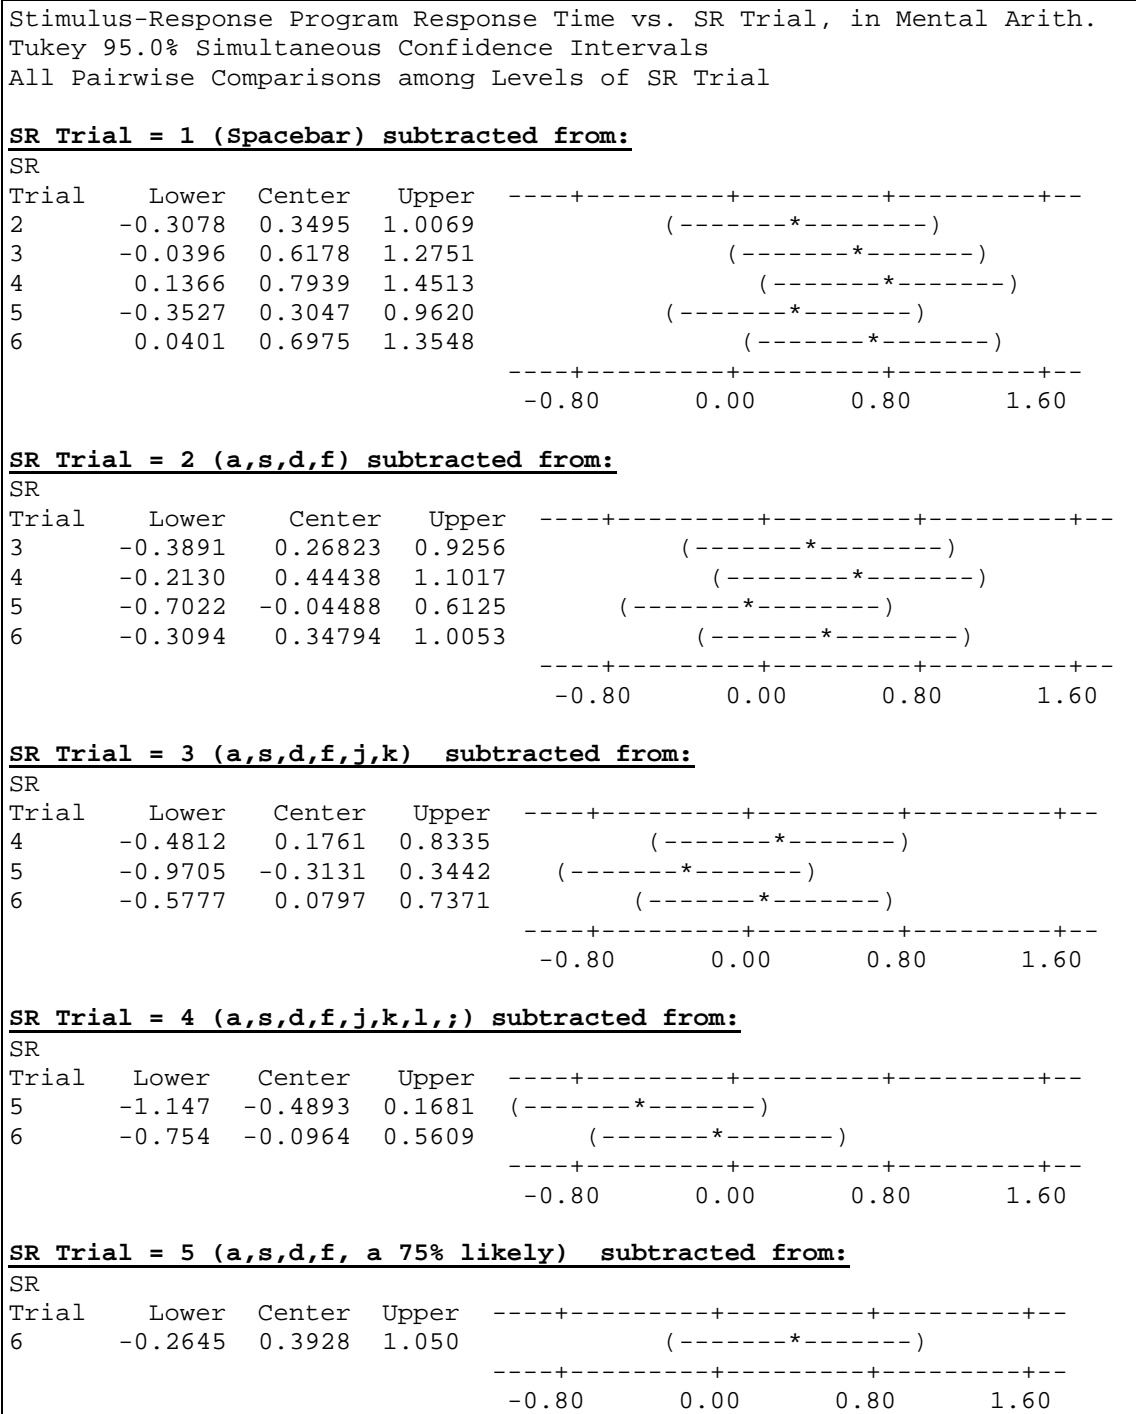 Stimulus-Response Program Response Time vs. SR Trial, in Mental Arith.
Tukey 95.0% Simultaneous Confidence Intervals
All Pairwise Comparisons among Levels of SR Trial
SR Trial = 1 (Spacebar) subtracted from:
SR
Trial     Lower  Center   Upper  ----+---------+---------+---------+--
2       -0.3078  0.3495  1.0069            (-------*--------)
3       -0.0396  0.6178  1.2751                (-------*-------)
4        0.1366  0.7939  1.4513                  (-------*-------)
5       -0.3527  0.3047  0.9620            (-------*-------)
6        0.0401  0.6975  1.3548                 (-------*-------)
                                 ----+---------+---------+---------+--
                                  -0.80      0.00      0.80      1.60
SR Trial = 2 (a,s,d,f) subtracted from:
SR
Trial     Lower    Center   Upper  ----+---------+---------+---------+--
3       -0.3891   0.26823  0.9256           (-------*--------)
4       -0.2130   0.44438  1.1017             (--------*-------)
5       -0.7022  -0.04488  0.6125       (-------*--------)
6       -0.3094   0.34794  1.0053            (-------*--------)
                                   ----+---------+---------+---------+--
                                    -0.80      0.00      0.80      1.60
SR Trial = 3 (a,s,d,f,j,k)  subtracted from:
SR
Trial     Lower   Center   Upper  ----+---------+---------+---------+--
4       -0.4812   0.1761  0.8335          (-------*-------)
5       -0.9705  -0.3131  0.3442    (-------*-------)
6       -0.5777   0.0797  0.7371         (-------*-------)
                                  ----+---------+---------+---------+--
                                   -0.80      0.00      0.80      1.60
SR Trial = 4 (a,s,d,f,j,k,l,;) subtracted from:
SR
Trial    Lower   Center   Upper  ----+---------+---------+---------+--
5       -1.147  -0.4893  0.1681  (-------*-------)
6       -0.754  -0.0964  0.5609       (-------*-------)
                                 ----+---------+---------+---------+--
                                  -0.80      0.00      0.80      1.60
SR Trial = 5 (a,s,d,f, a 75% likely)  subtracted from:
SR
Trial     Lower  Center  Upper  ----+---------+---------+---------+--
6       -0.2645  0.3928  1.050             (-------*-------)
                                ----+---------+---------+---------+--
                                 -0.80      0.00      0.80      1.60